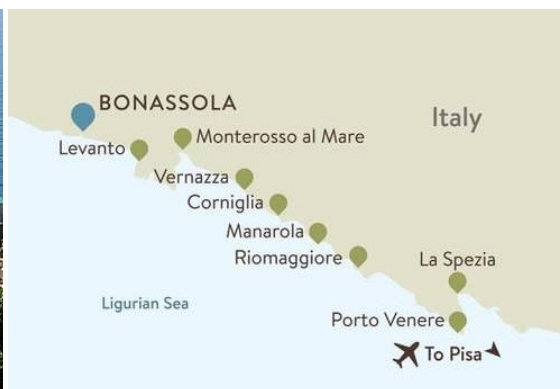 BONASSOLA
Italy
Levanto
Monterosso al Mare
Vernazza
Corniglia
Manarola
Riomaggiore
La Spezia
Ligurian Sea
Porto Venere
To Pisa